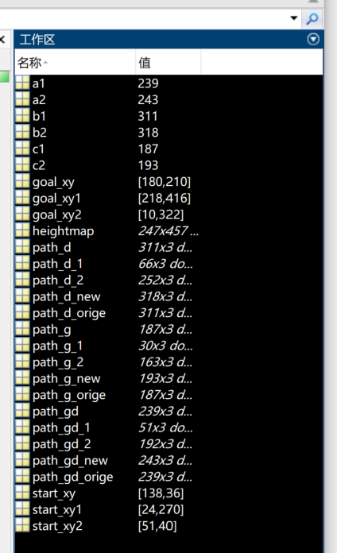 工作区
名称 值
a1 239
a2 243
b1 311
b2 318
c1 187
c2 193
goal_xy [180,210]
goal_xy1 [218,416]
goal_xy2 [10,322]
heightmap 247x457 ...
path_d 311x3 d...
path_d_1 66x3 do...
path_d_2 252x3 d...
path_d_new 318x3 d...
path_d_orige 311x3 d...
path_g 187x3 d...
path_g_1 30x3 do...
path_g_2 163x3 d...
path_g_new 193x3 d...
path_g_orige 187x3 d...
path_gd 239x3 d...
path_gd_1 51x3 do...
path_gd_2 192x3 d...
path_gd_new 243x3 d...
path_gd_orige 239x3 d...
start_xy [138,36]
start_xy1 [24,270]
start_xy2 [51,40]